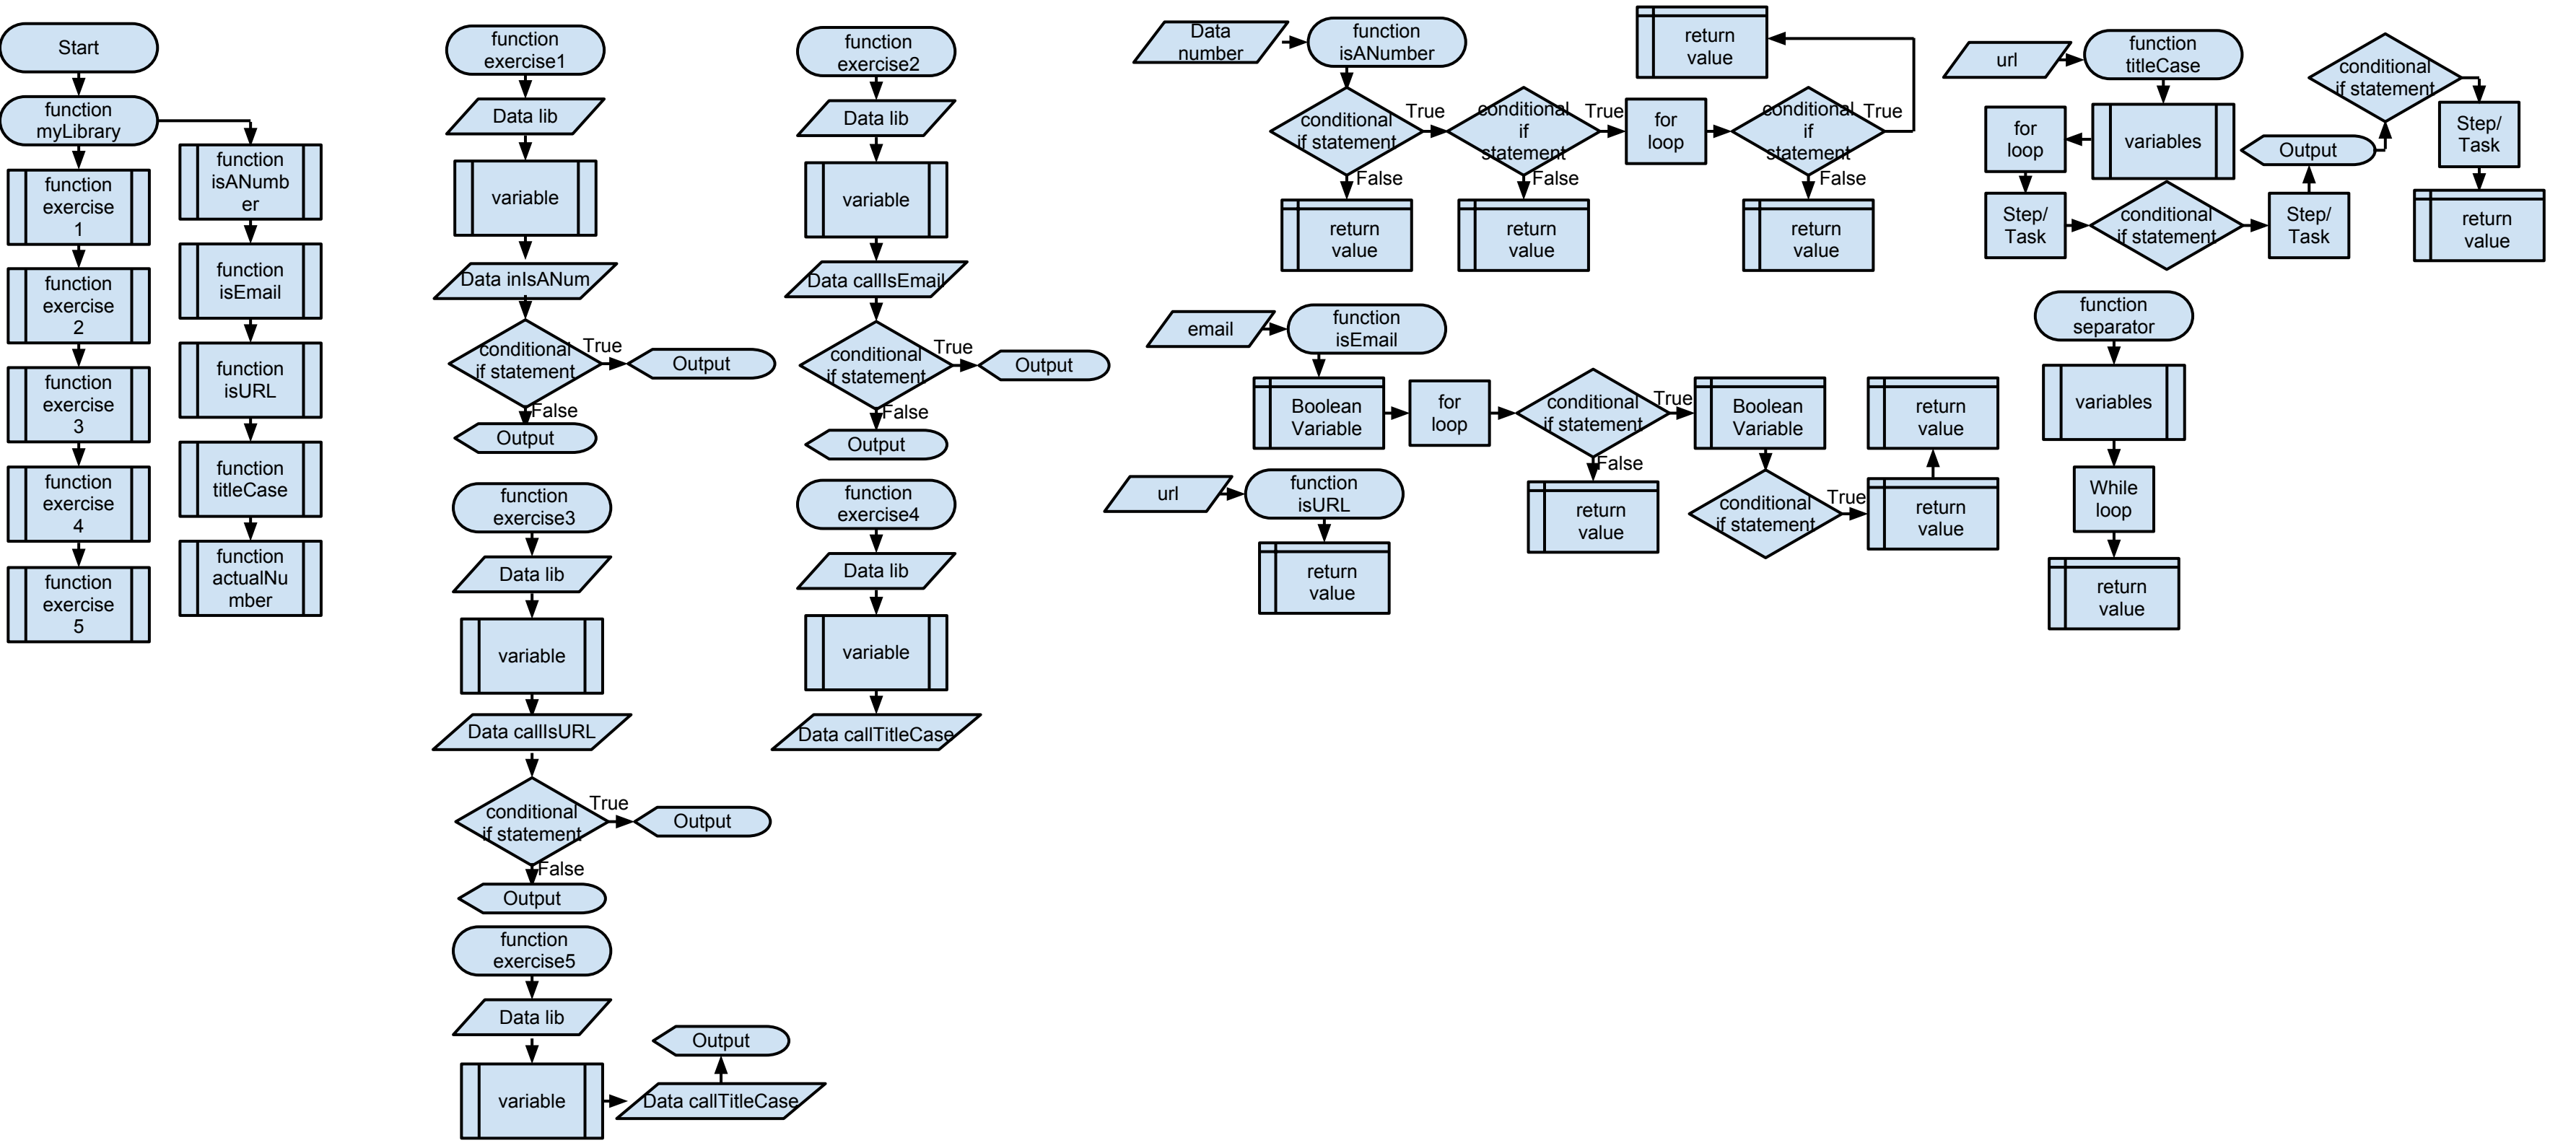 Start
function
myLibrary
function
exercise
1
function
exercise
2
function
exercise
3
function
exercise
4
function
exercise
5
function
isANumb
er
function
isEmail
function
isURL
function
titleCase
function
actualNu
mber
function
exercise1
Data lib
variable
Data inIsANum
conditional
if statement
True
Output
False
Output
function
exercise2
Data lib
variable
Data callIsEmail
conditional
if statement
True
Output
False
Output
function
exercise3
Data lib
variable
Data callIsURL
conditional
if statement
True
Output
False
Output
function
exercise4
Data lib
variable
Data callTitleCase
function
exercise5
Data lib
variable
Data callTitleCase
Output
Data
number
function
isANumber
conditional
if statement
True
False
return
value
conditional
if
statement
True
False
return
value
for
loop
conditional
if
statement
True
return
value
False
return
value
email
function
isEmail
Boolean
Variable
for
loop
conditional
if statement
True
False
return
value
Boolean
Variable
conditional
if statement
True
return
value
return
value
url
function
isURL
return
value
url
function
titleCase
variables
for
loop
Step/
Task
conditional
if statement
Step/
Task
Output
conditional
if statement
Step/
Task
return
value
function
separator
variables
While
loop
return
value